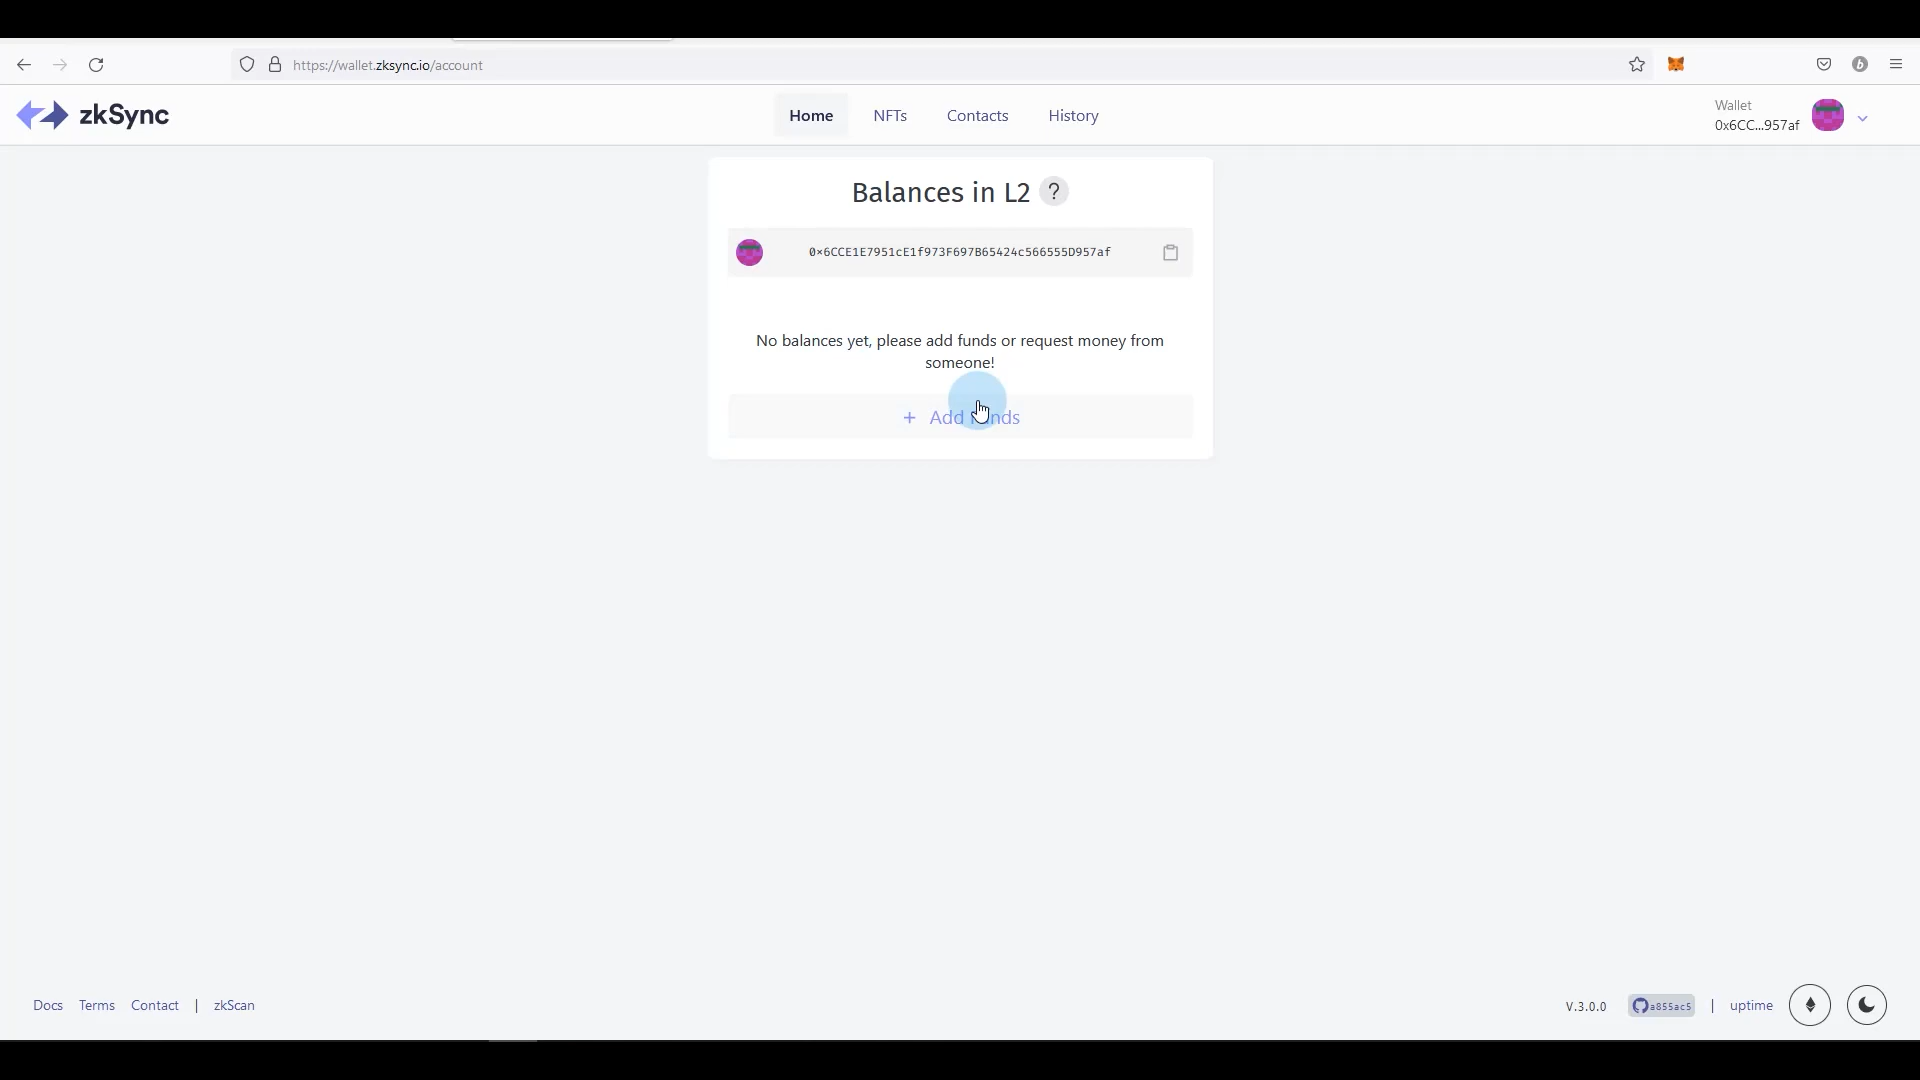 https://wallet.zksync.io/account
zkSync
Home
NFTs
Contacts
History
Wallet
0x6CC...957af
Balances in L2 ?
0x6CCE1E7951cE1f973F697B65424c566555D957af
No balances yet, please add funds or request money from
someone!
+ Add Funds
Docs
Terms
Contact
|
zkScan
V.3.0.0
a855ac5
|
uptime